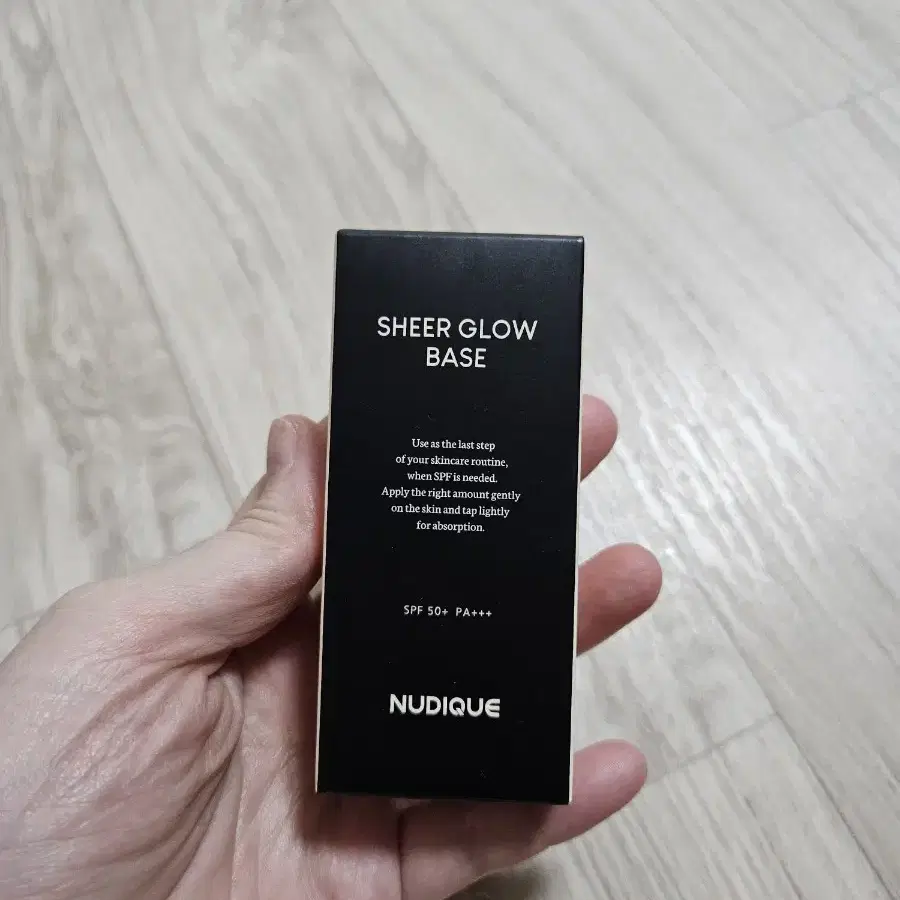 SHEER GLOW
BASE
Use as the last step
of your skincare routine,
when SPF is needed.
Apply the right amount gently
on the skin and tap lightly
for absorption.
SPF 50+ PA+++
NUDIQUE